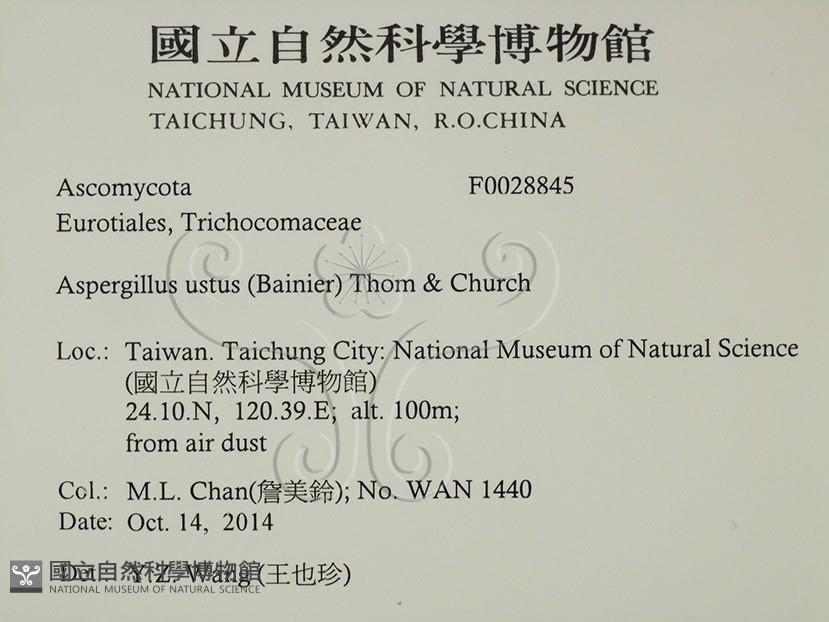 國立自然科學博物館
NATIONAL MUSEUM OF NATURAL SCIENCE
TAICHUNG, TAIWAN, R.O.CHINA
Ascomycota F0028845
Eurotiales, Trichocomaceae
Aspergillus ustus (Bainier) Thom & Church
Loc.: Taiwan. Taichung City: National Museum of Natural Science
(國立自然科學博物館)
24.10.N, 120.39.E; alt. 100m;
from air dust
Col.: M.L. Chan(詹美鈴); No. WAN 1440
Date: Oct. 14, 2014
Det.: Y. Z. Wang (王也珍)
國立自然科學博物館
NATIONAL MUSEUM OF NATURAL SCIENCE